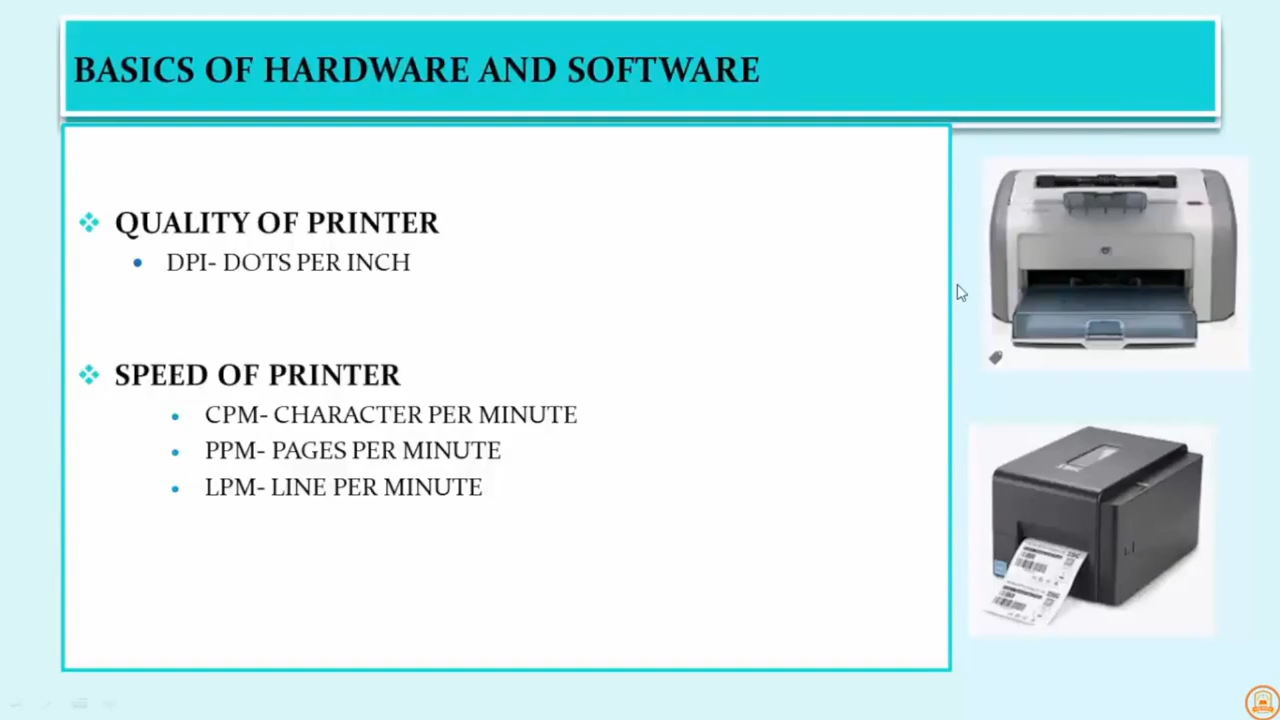 BASICS OF HARDWARE AND SOFTWARE
QUALITY OF PRINTER
DPI- DOTS PER INCH
SPEED OF PRINTER
CPM- CHARACTER PER MINUTE
PPM- PAGES PER MINUTE
LPM- LINE PER MINUTE